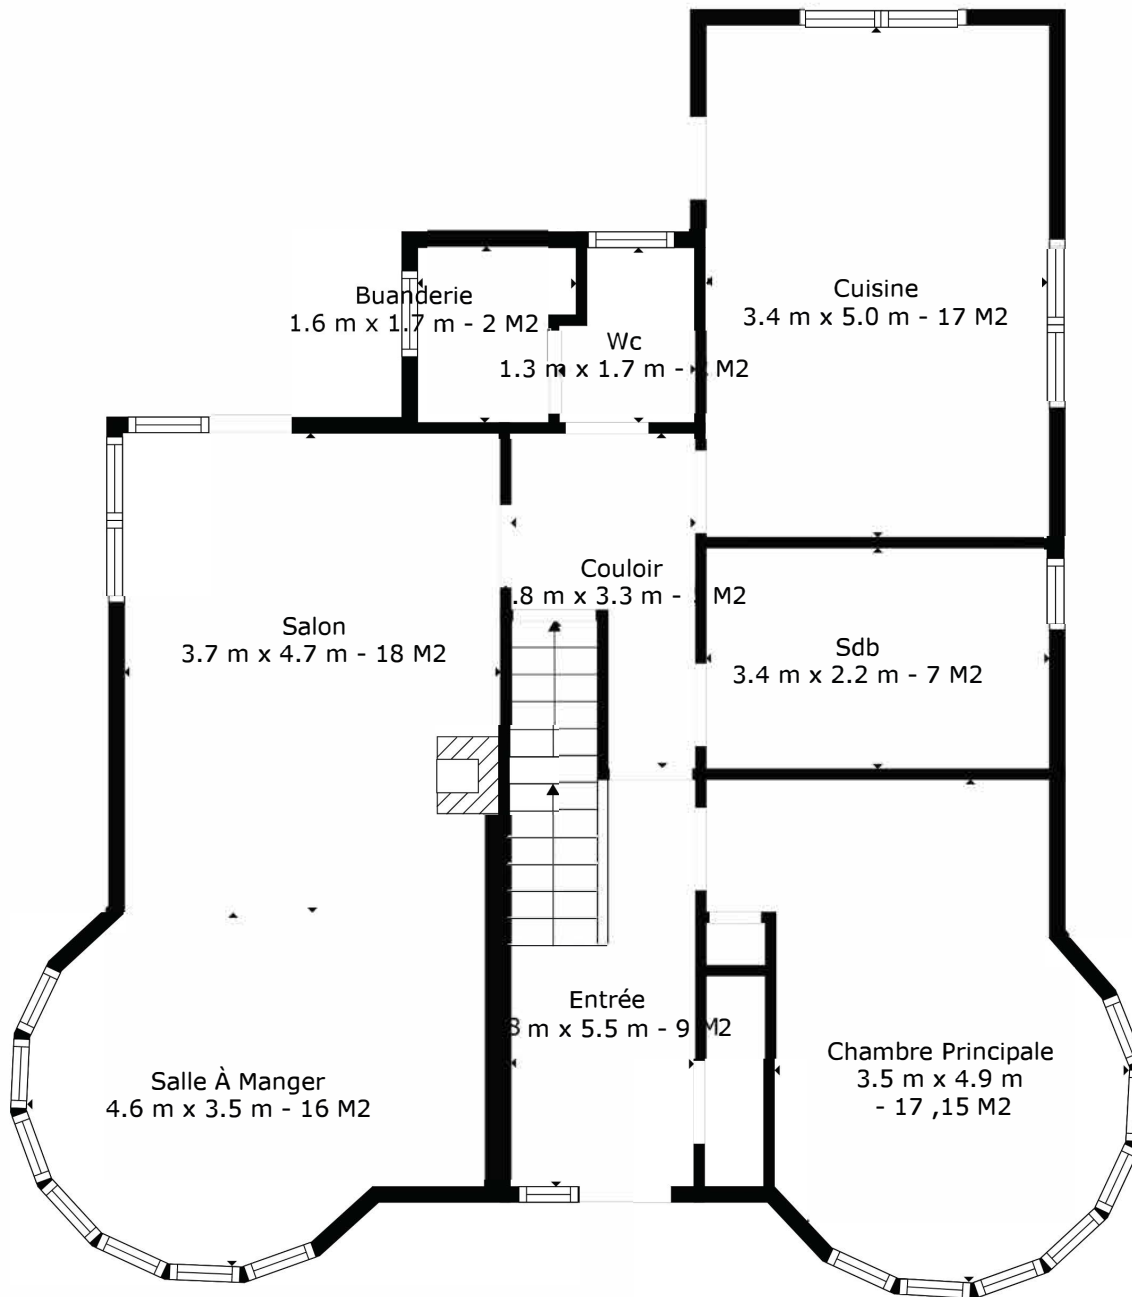 Cuisine
3.4 m x 5.0 m - 17 M2
Buanderie
1.6 m x 1.7 m - 2 M2
Wc
1.3 m x 1.7 m - M2
Couloir
.8 m x 3.3 m - M2
Salon
3.7 m x 4.7 m - 18 M2
Sdb
3.4 m x 2.2 m - 7 M2
Entrée
m x 5.5 m - 9 M2
Chambre Principale
3.5 m x 4.9 m
- 17 ,15 M2
Salle À Manger
4.6 m x 3.5 m - 16 M2